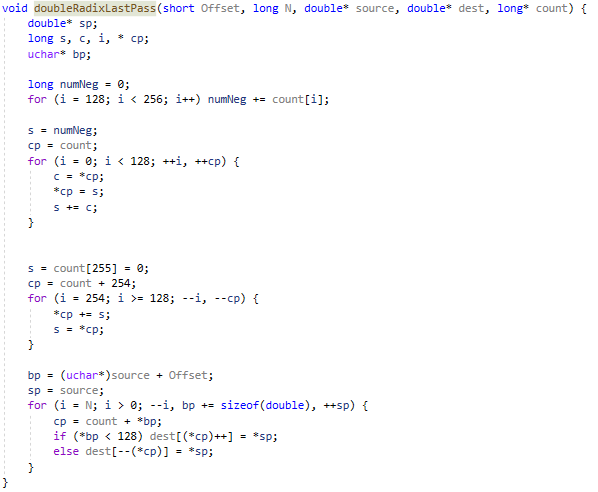 void doubleRadixLastPass(short Offset, long N, double* source, double* dest, long* count) {
    double* sp;
    long s, c, i, * cp;
    uchar* bp;

    long numNeg = 0;
    for (i = 128; i < 256; i++) numNeg += count[i];

    s = numNeg;
    cp = count;
    for (i = 0; i < 128; ++i, ++cp) {
        c = *cp;
        *cp = s;
        s += c;
    }


    s = count[255] = 0;
    cp = count + 254;
    for (i = 254; i >= 128; --i, --cp) {
        *cp += s;
        s = *cp;
    }

    bp = (uchar*)source + Offset;
    sp = source;
    for (i = N; i > 0; --i, bp += sizeof(double), ++sp) {
        cp = count + *bp;
        if (*bp < 128) dest[(*cp)++] = *sp;
        else dest[--(*cp)] = *sp;
    }
}